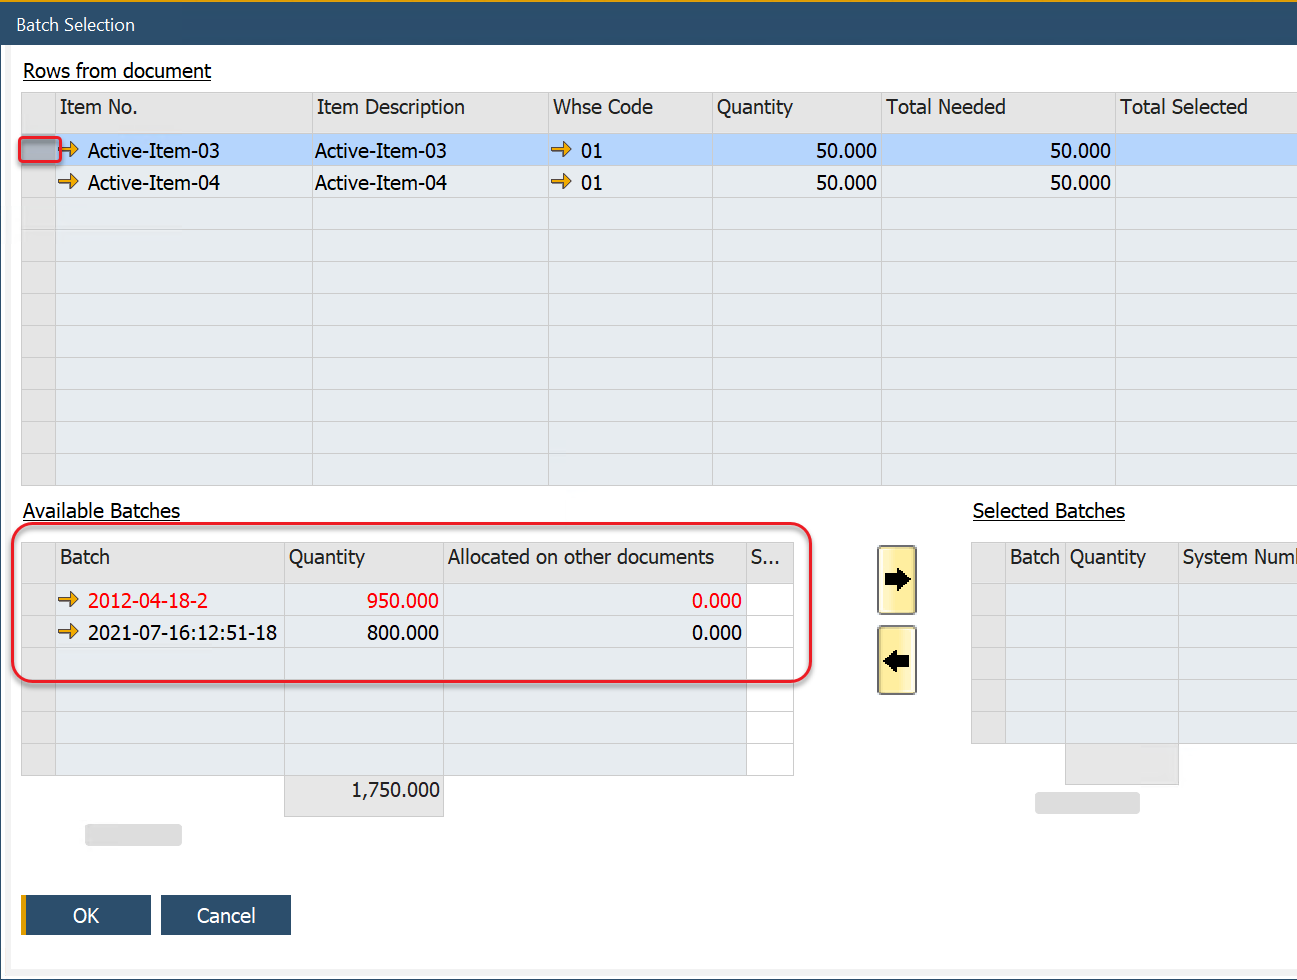 Batch Selection
Rows from document
Item No. Item Description Whse Code Quantity Total Needed Total Selected
Active-Item-03 Active-Item-03 01 50.000 50.000
Active-Item-04 Active-Item-04 01 50.000 50.000
Available Batches Selected Batches
Batch Quantity Allocated on other documents S... Batch Quantity System Num
2012-04-18-2 950.000 0.000
2021-07-16:12:51-18 800.000 0.000
1,750.000
OK Cancel